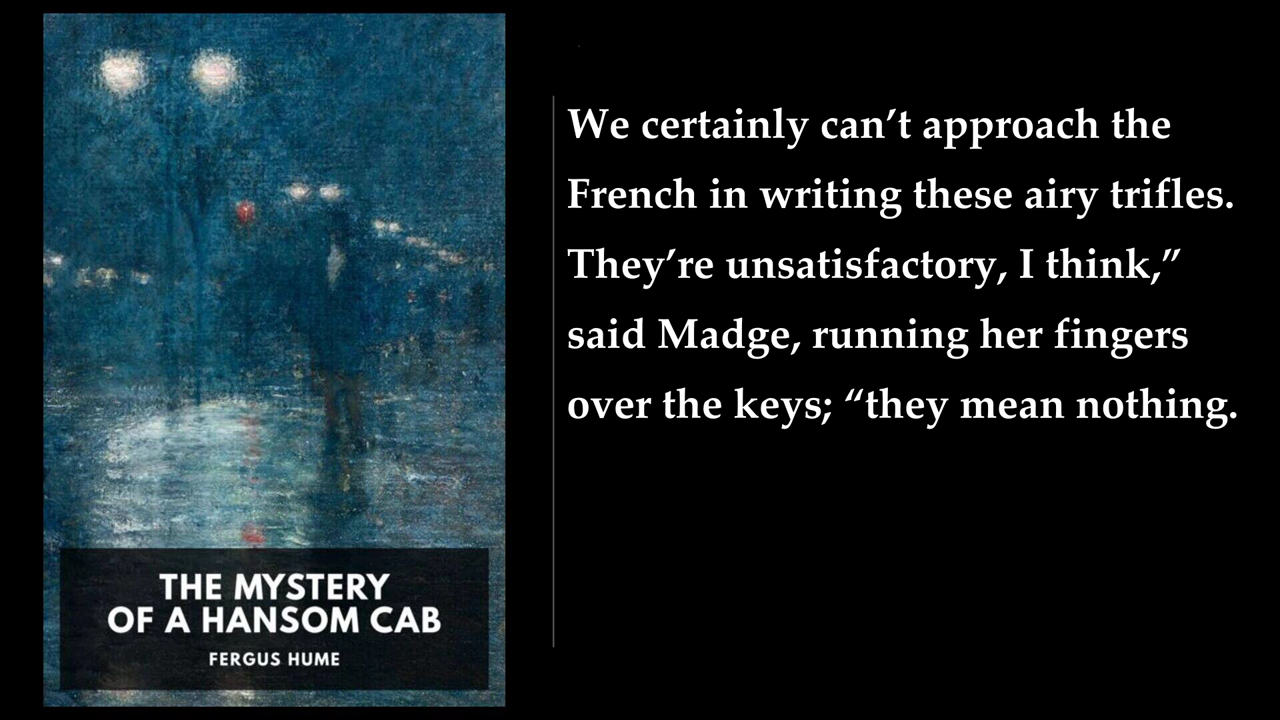 We certainly can’t approach the
French in writing these airy trifles.
They’re unsatisfactory, I think,”
said Madge, running her fingers
over the keys; “they mean nothing.
THE MYSTERY
OF A HANSOM CAB
FERGUS HUME